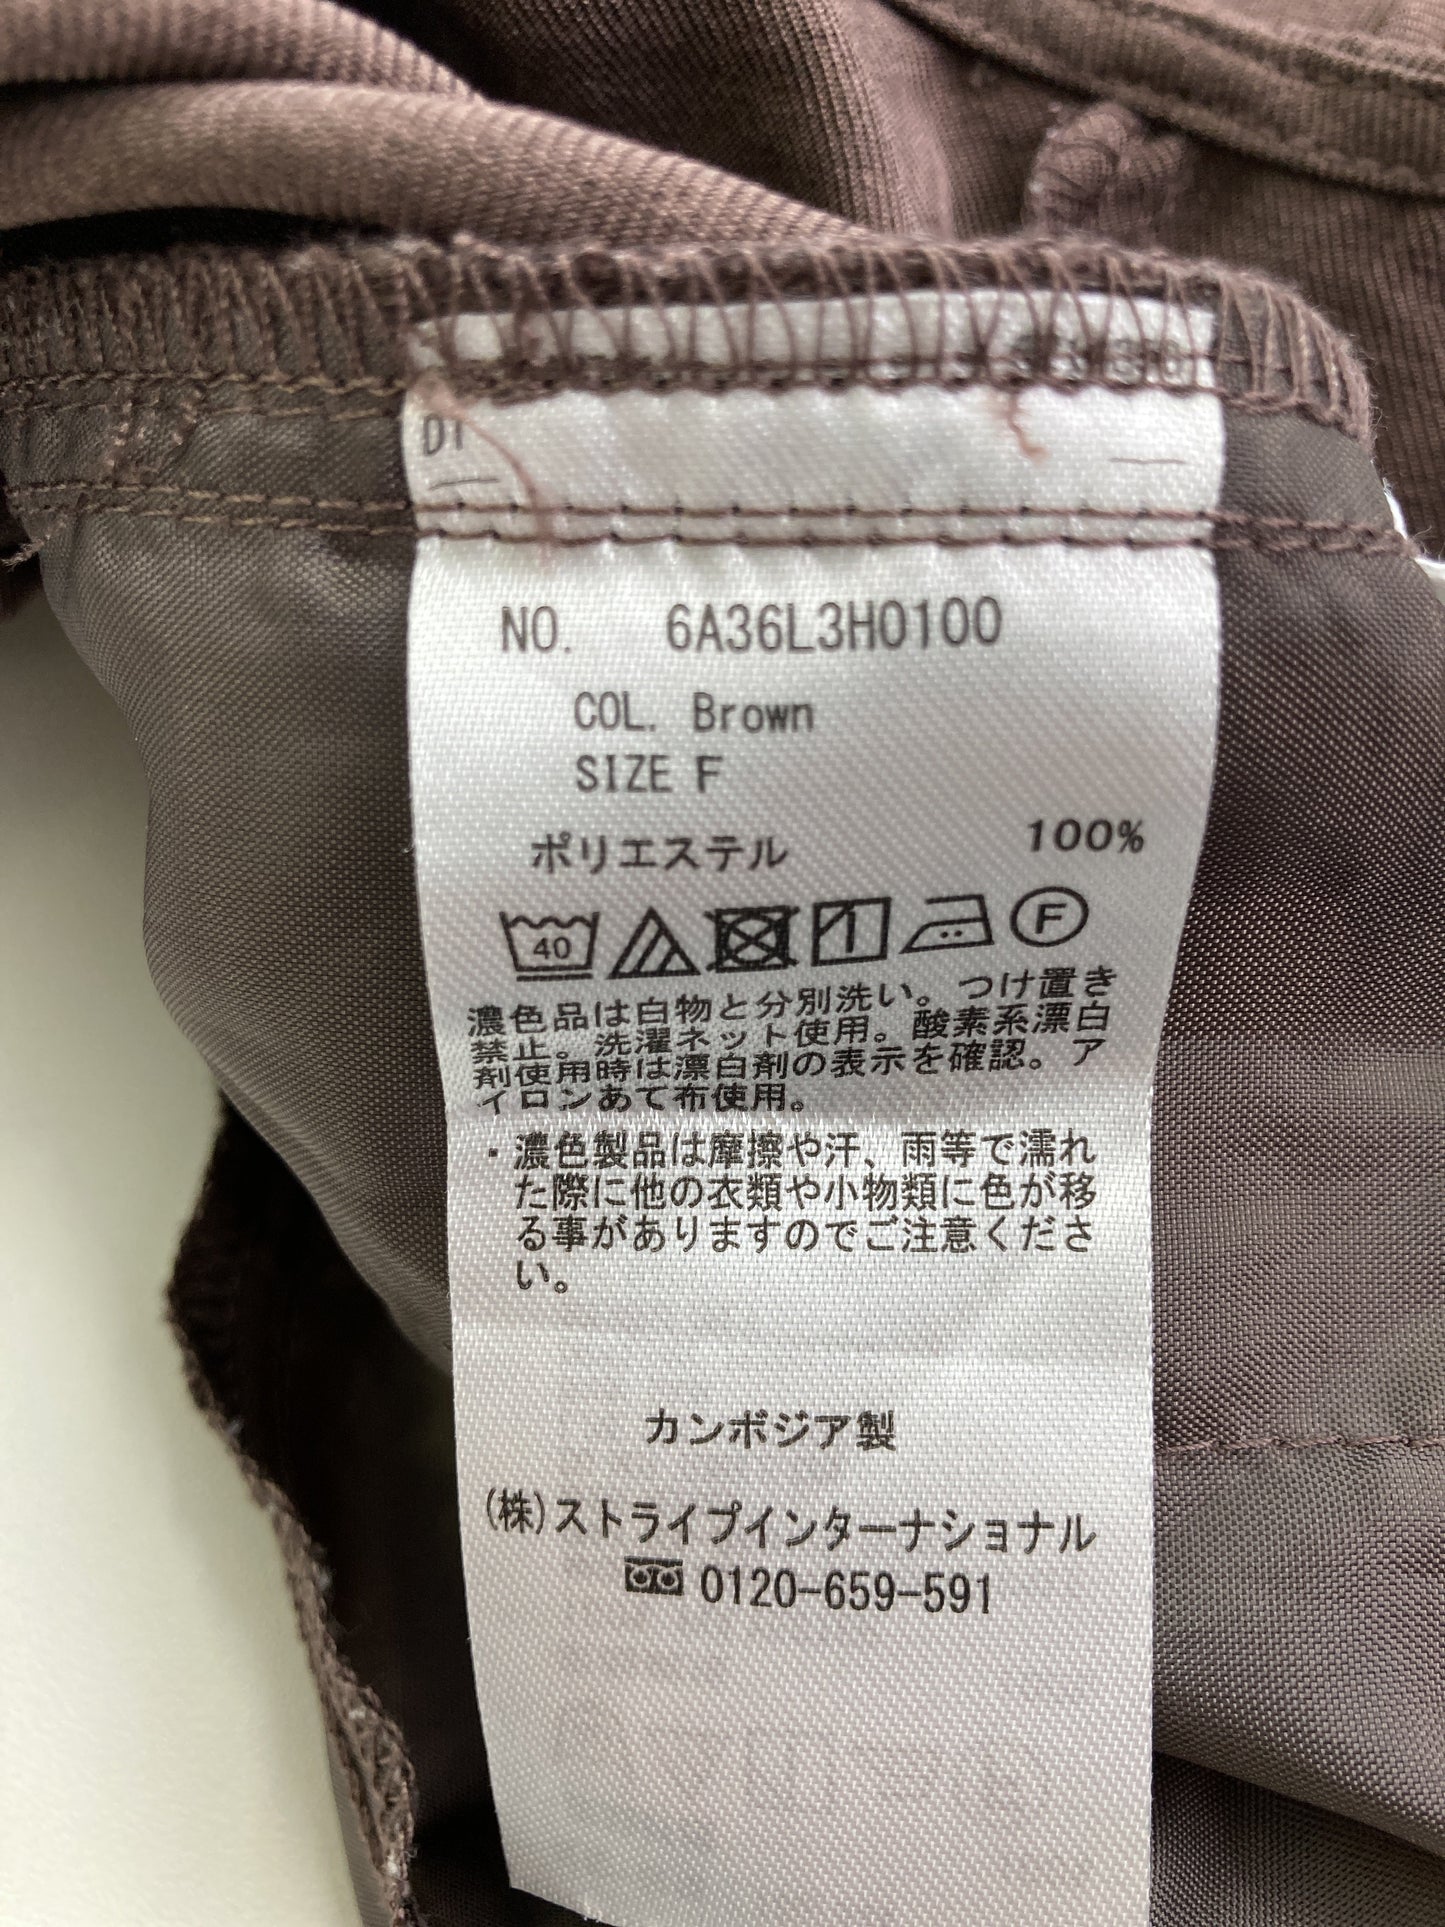 NO. 6A36L3H0100
COL. Brown
SIZE F
ポリエステル 100%
40 F
濃色品は白物と分別洗い。つけ置き
禁止。洗濯ネット使用。酸素系漂白
剤使用時は漂白剤の表示を確認。ア
イロンあて布使用。
・濃色製品は摩擦や汗、雨等で濡れ
た際に他の衣類や小物類に色が移
る事がありますのでご注意くださ
い。
カンボジア製
(株)ストライプインターナショナル
0120-659-591